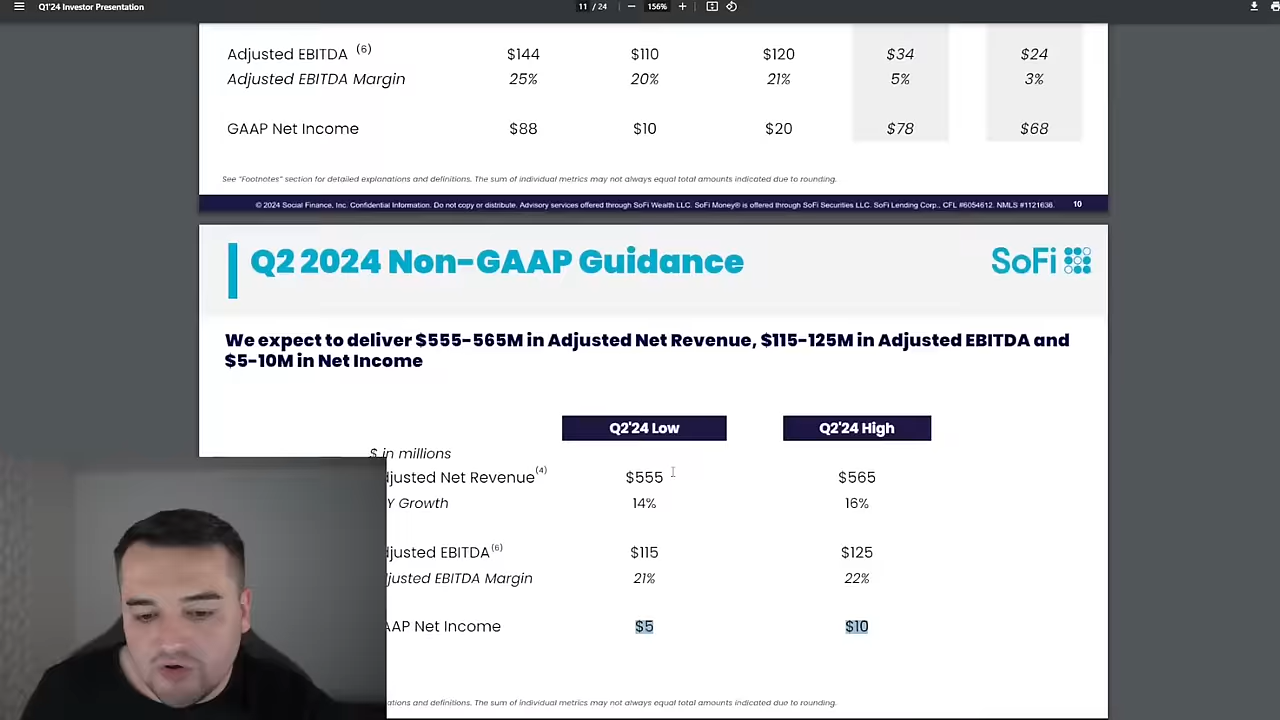 Q1'24 Investor Presentation
11 / 24
156%
Adjusted EBITDA (6) $144 $110 $120 $34 $24
Adjusted EBITDA Margin 25% 20% 21% 5% 3%
GAAP Net Income $88 $10 $20 $78 $68
See "Footnotes" section for detailed explanations and definitions. The sum of individual metrics may not always equal total amounts indicated due to rounding.
© 2024 Social Finance, Inc. Confidential Information. Do not copy or distribute. Advisory services offered through SoFi Wealth LLC. SoFi Money® is offered through SoFi Securities LLC. SoFi Lending Corp., CFL #6054612. NMLS #1121636. 10
Q2 2024 Non-GAAP Guidance
SoFi
We expect to deliver $555-565M in Adjusted Net Revenue, $115-125M in Adjusted EBITDA and
$5-10M in Net Income
Q2'24 Low Q2'24 High
$ in millions
djusted Net Revenue(4) $555 $565
Y Growth 14% 16%
djusted EBITDA(6) $115 $125
justed EBITDA Margin 21% 22%
AAP Net Income $5 $10
ations and definitions. The sum of individual metrics may not always equal total amounts indicated due to rounding.